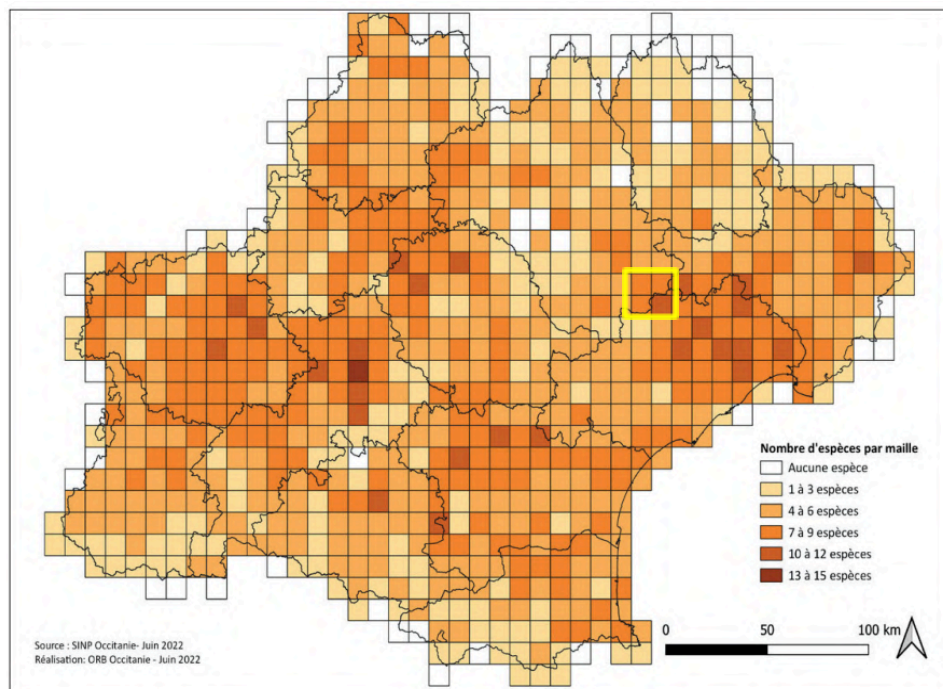 Nombre d'espèces par maille
Aucune espèce
1 à 3 espèces
4 à 6 espèces
7 à 9 espèces
10 à 12 espèces
13 à 15 espèces
Source : SINP Occitanie- Juin 2022
Réalisation: ORB Occitanie - Juin 2022
0 50 100 km